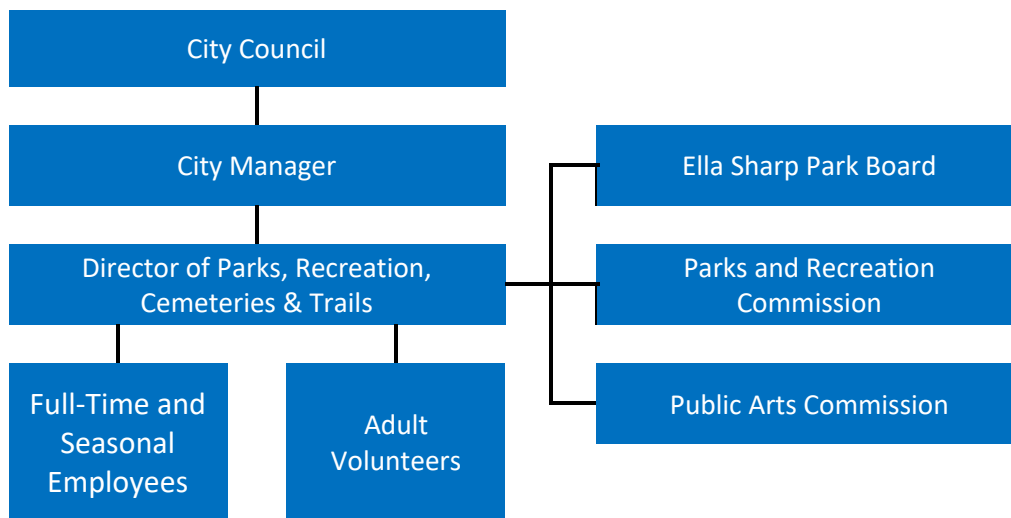 City Council
City Manager
Ella Sharp Park Board
Director of Parks, Recreation,
Cemeteries & Trails
Parks and Recreation
Commission
Full-Time and
Seasonal
Employees
Adult
Volunteers
Public Arts Commission